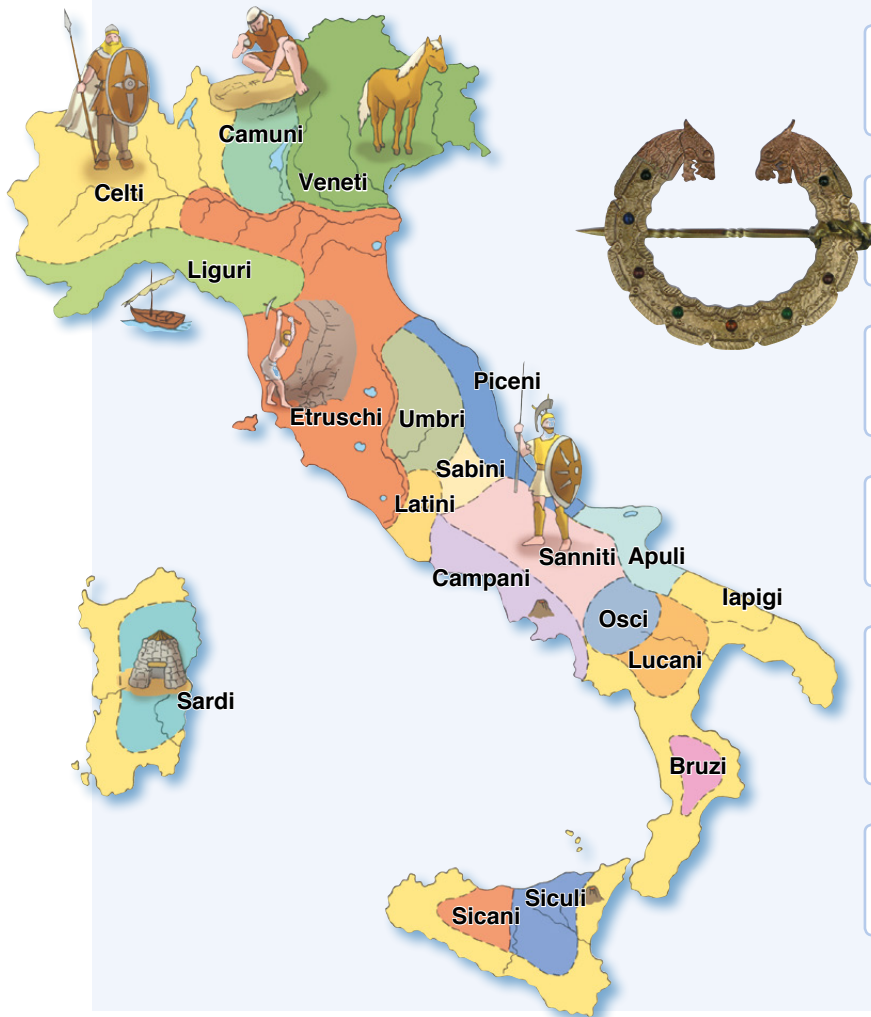 Camuni
Veneti
Celti
Liguri
Piceni
Etruschi
Umbri
Sabini
Latini
Sanniti
Apuli
Campani
Iapigi
Osci
Lucani
Sardi
Bruzi
Siculi
Sicani